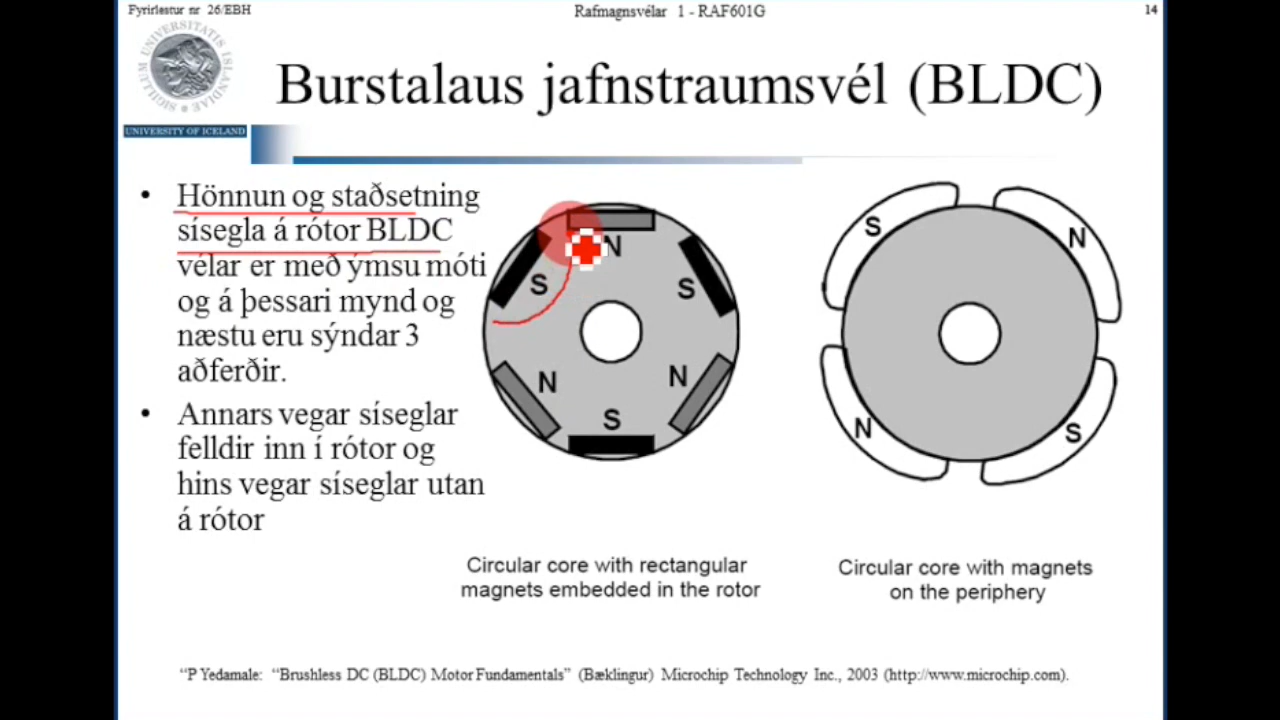 Fyrirlestur nr 26/EBH
Rafmagnsvélar 1 - RAF601G
14
SIGILLUM UNIVERSITATIS ISLANDIAE
UNIVERSITY OF ICELAND
Burstalaus jafnstraumsvél (BLDC)
• Hönnun og staðsetning
sísegla á rótor BLDC
vélar er með ýmsu móti
og á þessari mynd og
næstu eru sýndar 3
aðferðir.
• Annars vegar síseglar
felldir inn í rótor og
hins vegar síseglar utan
á rótor
N
S
S
N
N
S
S
N
N
S
Circular core with rectangular
magnets embedded in the rotor
Circular core with magnets
on the periphery
“P Yedamale: “Brushless DC (BLDC) Motor Fundamentals” (Bæklingur) Microchip Technology Inc., 2003 (http://www.microchip.com).